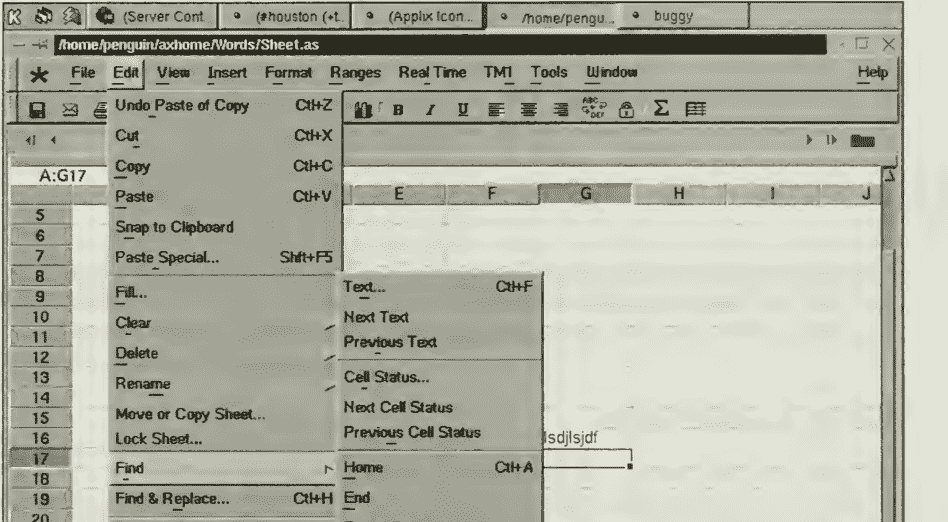 (Server Cont
(#houston (+t..
(Applix Icon...
/home/pengu...
buggy
/home/penguin/axhome/Words/Sheet.as
File Edit View Insert Format Ranges Real Time TM1 Tools Window Help
B I U ABC DEF Σ
A:G17
E F G H I J
5
6
7
8
9
10
11
12
13
14
15
16
17
18
19
20
Undo Paste of Copy Ctl+Z
Cut Ctl+X
Copy Ctl+C
Paste Ctl+V
Snap to Clipboard
Paste Special... Shft+F5
Fill...
Clear
Delete
Rename
Move or Copy Sheet...
Lock Sheet...
Find
Find & Replace... Ctl+H
Text... Ctl+F
Next Text
Previous Text
Cell Status...
Next Cell Status
Previous Cell Status
Home Ctl+A
End
lsdjlsjdf